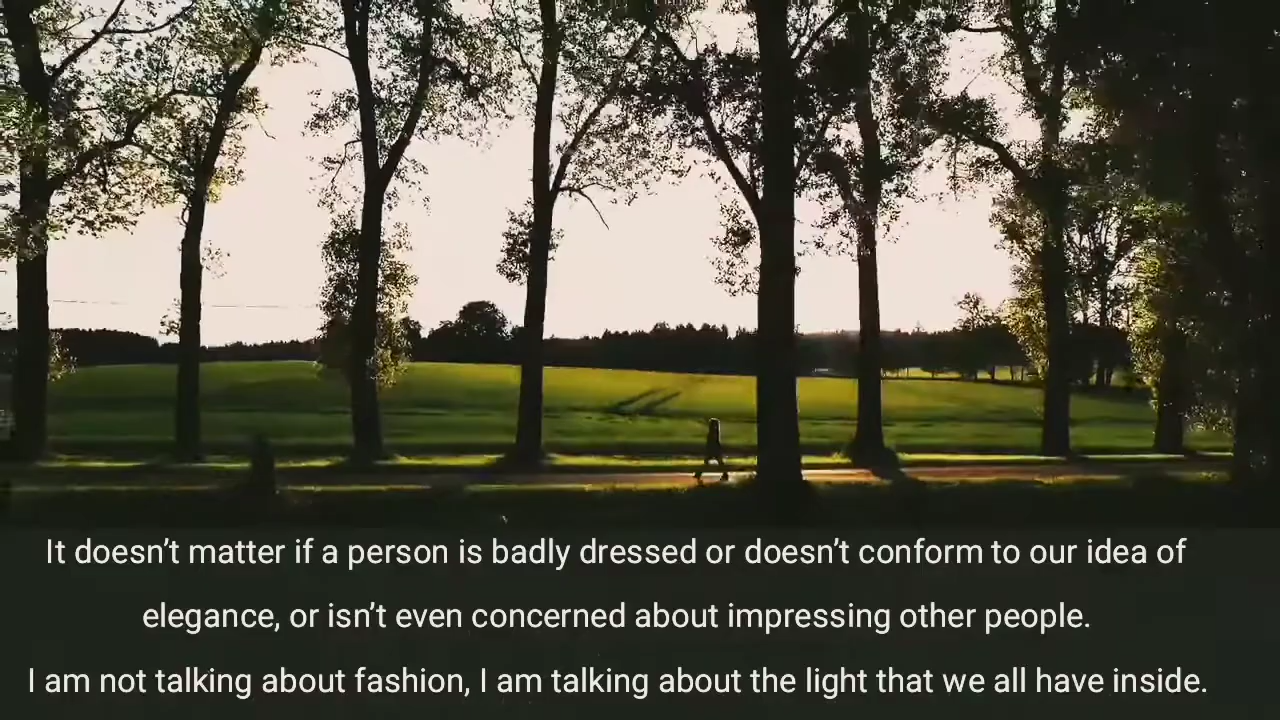 It doesn’t matter if a person is badly dressed or doesn’t conform to our idea of
elegance, or isn’t even concerned about impressing other people.
I am not talking about fashion, I am talking about the light that we all have inside.